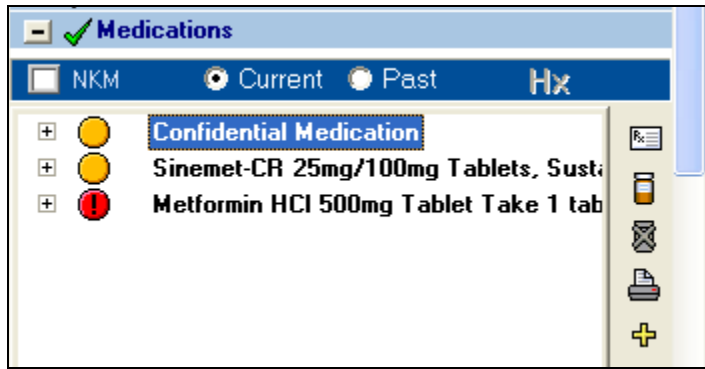 Medications
NKM Current Past Hx
Confidential Medication
Sinemet-CR 25mg/100mg Tablets, Susta
Metformin HCl 500mg Tablet Take 1 tab